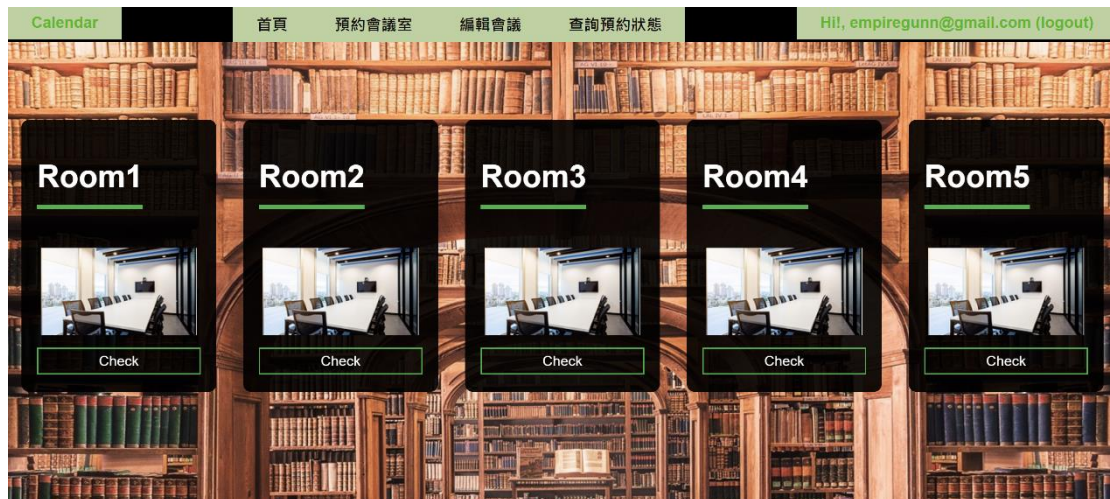 Calendar
首頁 預約會議室 編輯會議 查詢預約狀態
Hi!, empiregunn@gmail.com (logout)
Room1
Room2
Room3
Room4
Room5
Check
Check
Check
Check
Check